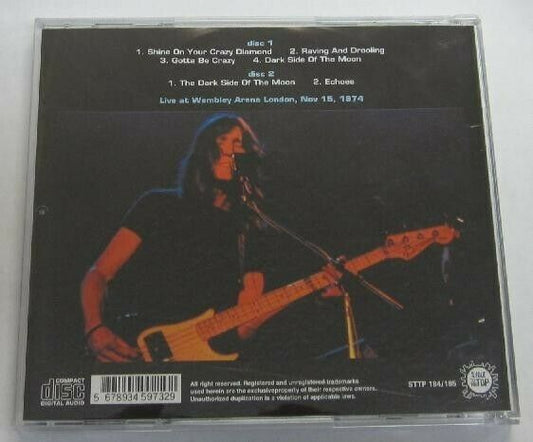 disc 1
1. Shine On Your Crazy Diamond 2. Raving And Drooling
3. Gotta Be Crazy 4. Dark Side Of The Moon
disc 2
1. The Dark Side Of The Moon 2. Echoes
Live at Wembley Arena London, Nov 15, 1974
COMPACT
disc
DIGITAL AUDIO
5 678934 597329
All right reserved. Registered and unregistered trademarks
used herein are the exclusiveproperty of their respective owners.
Unauthorized duplication is a violation of applicable laws.
STTP 184/185